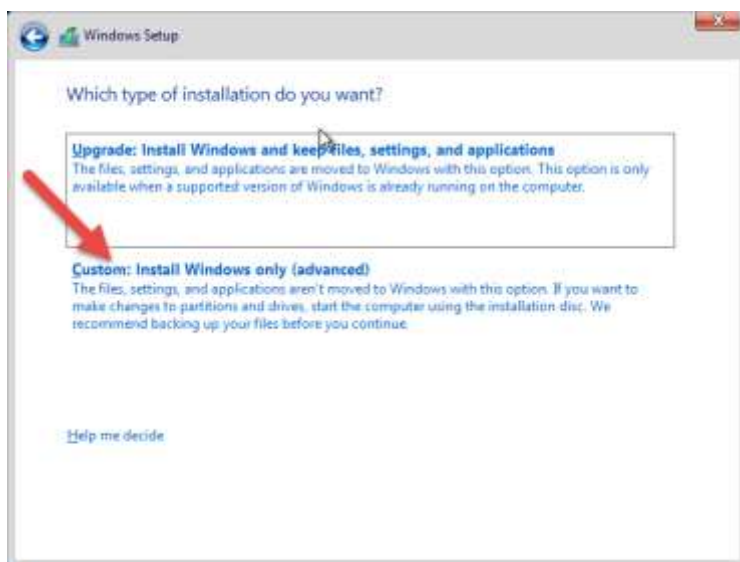 Windows Setup
Which type of installation do you want?
Upgrade: Install Windows and keep files, settings, and applications
The files, settings, and applications are moved to Windows with this option. This option is only
available when a supported version of Windows is already running on the computer.
Custom: Install Windows only (advanced)
The files, settings, and applications aren't moved to Windows with this option. If you want to
make changes to partitions and drives, start the computer using the installation disc. We
recommend backing up your files before you continue.
Help me decide